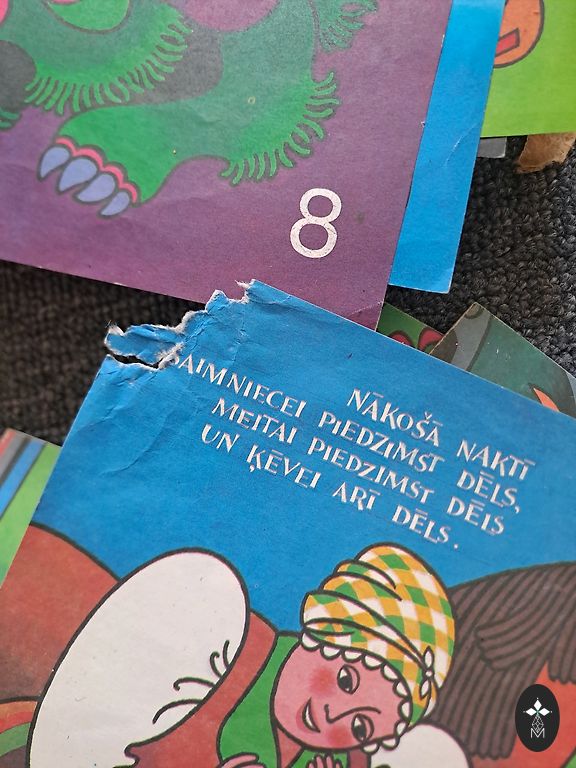 8
NĀKOŠĀ NAKTĪ
SAIMNIECEI PIEDZIMST DĒLS,
MEITAI PIEDZIMST DĒLS
UN ĶĒVEI ARĪ DĒLS.